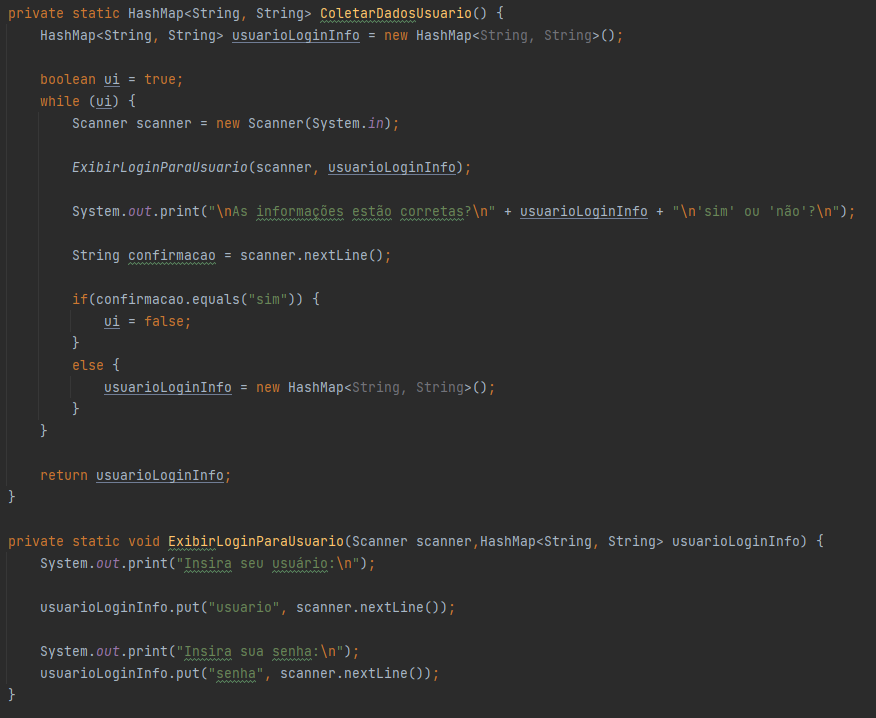 private static HashMap<String, String> ColetarDadosUsuario() {
HashMap<String, String> usuarioLoginInfo = new HashMap<String, String>();
boolean ui = true;
while (ui) {
Scanner scanner = new Scanner(System.in);
ExibirLoginParaUsuario(scanner, usuarioLoginInfo);
System.out.print("\nAs informações estão corretas?\n" + usuarioLoginInfo + "\n'sim' ou 'não'?\n");
String confirmacao = scanner.nextLine();
if(confirmacao.equals("sim")) {
ui = false;
}
else {
usuarioLoginInfo = new HashMap<String, String>();
}
}
return usuarioLoginInfo;
}
private static void ExibirLoginParaUsuario(Scanner scanner,HashMap<String, String> usuarioLoginInfo) {
System.out.print("Insira seu usuário:\n");
usuarioLoginInfo.put("usuario", scanner.nextLine());
System.out.print("Insira sua senha:\n");
usuarioLoginInfo.put("senha", scanner.nextLine());
}